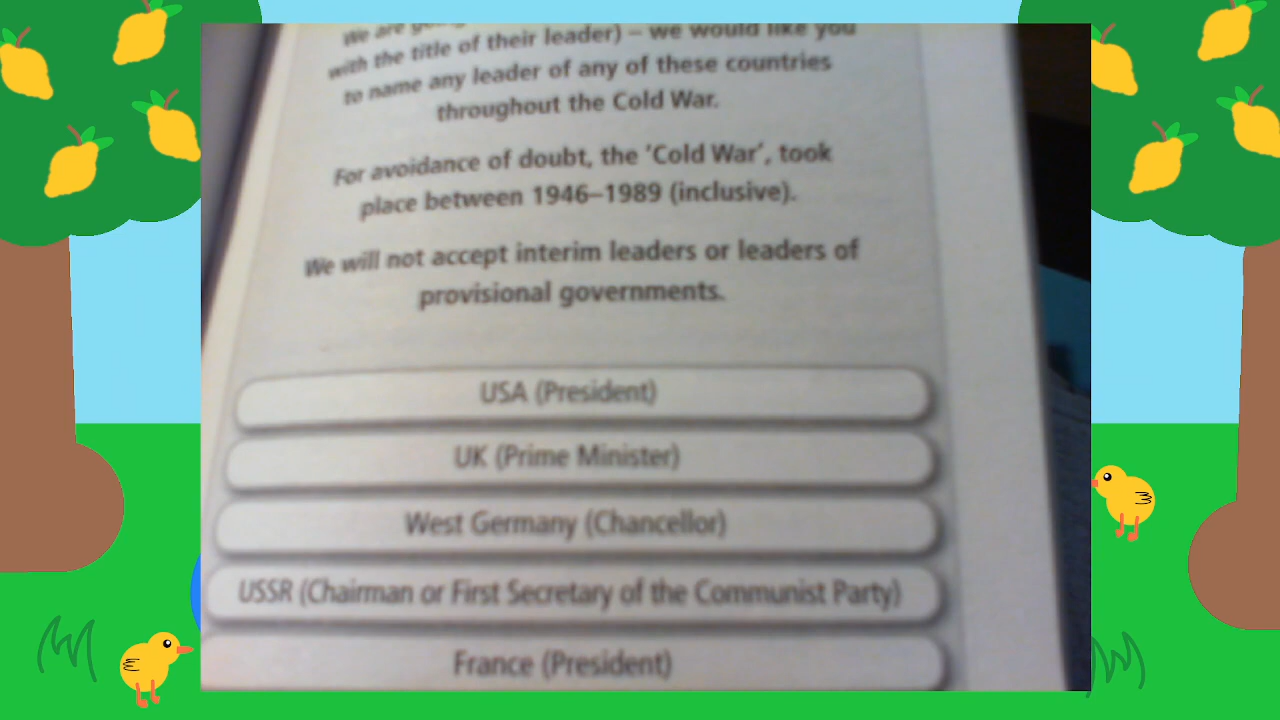 We are going
with the title of their leader) – we would like you
to name any leader of any of these countries
throughout the Cold War.
For avoidance of doubt, the 'Cold War', took
place between 1946–1989 (inclusive).
We will not accept interim leaders or leaders of
provisional governments.
USA (President)
UK (Prime Minister)
West Germany (Chancellor)
USSR (Chairman or First Secretary of the Communist Party)
France (President)